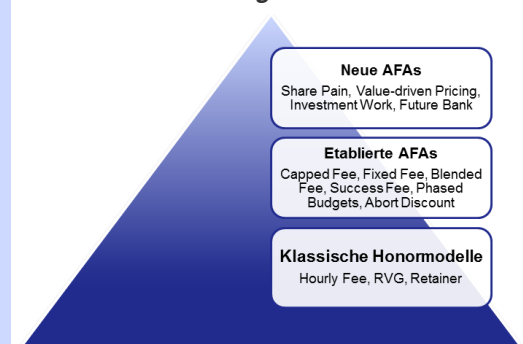 Neue AFAs
Share Pain, Value-driven Pricing,
Investment Work, Future Bank
Etablierte AFAs
Capped Fee, Fixed Fee, Blended
Fee, Success Fee, Phased
Budgets, Abort Discount
Klassische Honormodelle
Hourly Fee, RVG, Retainer